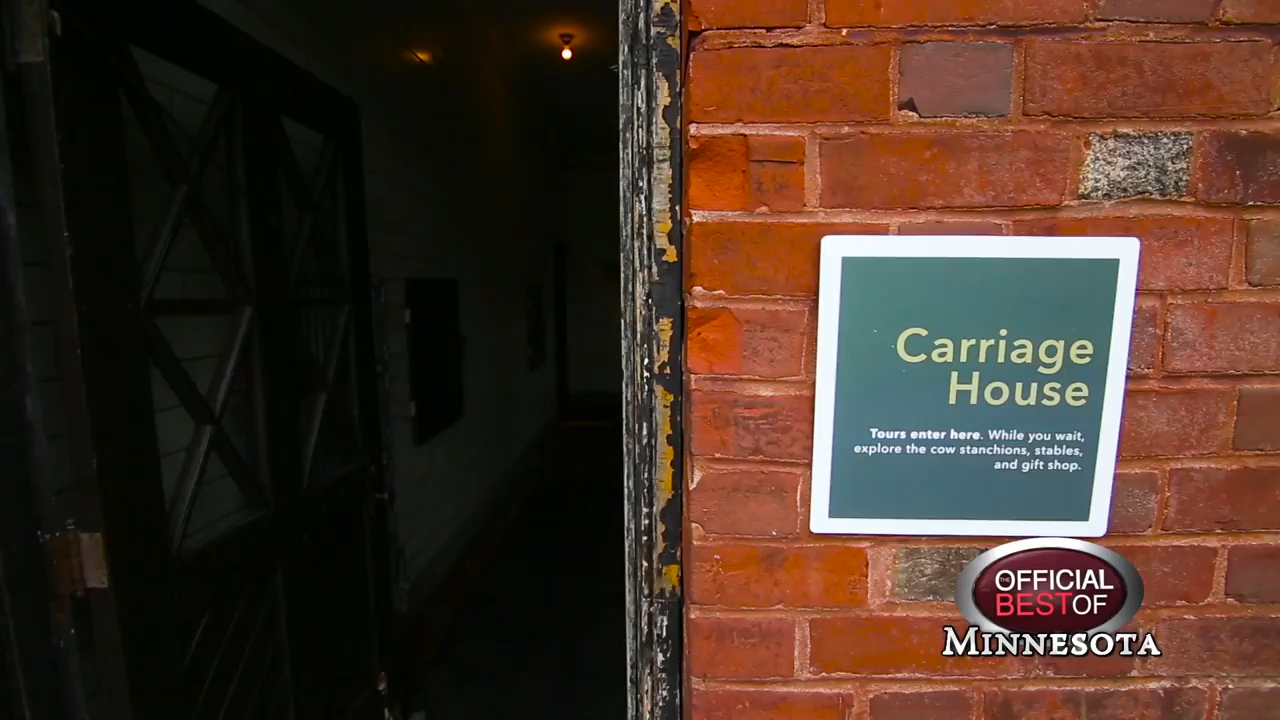 Carriage
House
Tours enter here. While you wait,
explore the cow stanchions, stables,
and gift shop.
THE
OFFICIAL
BEST OF
MINNESOTA